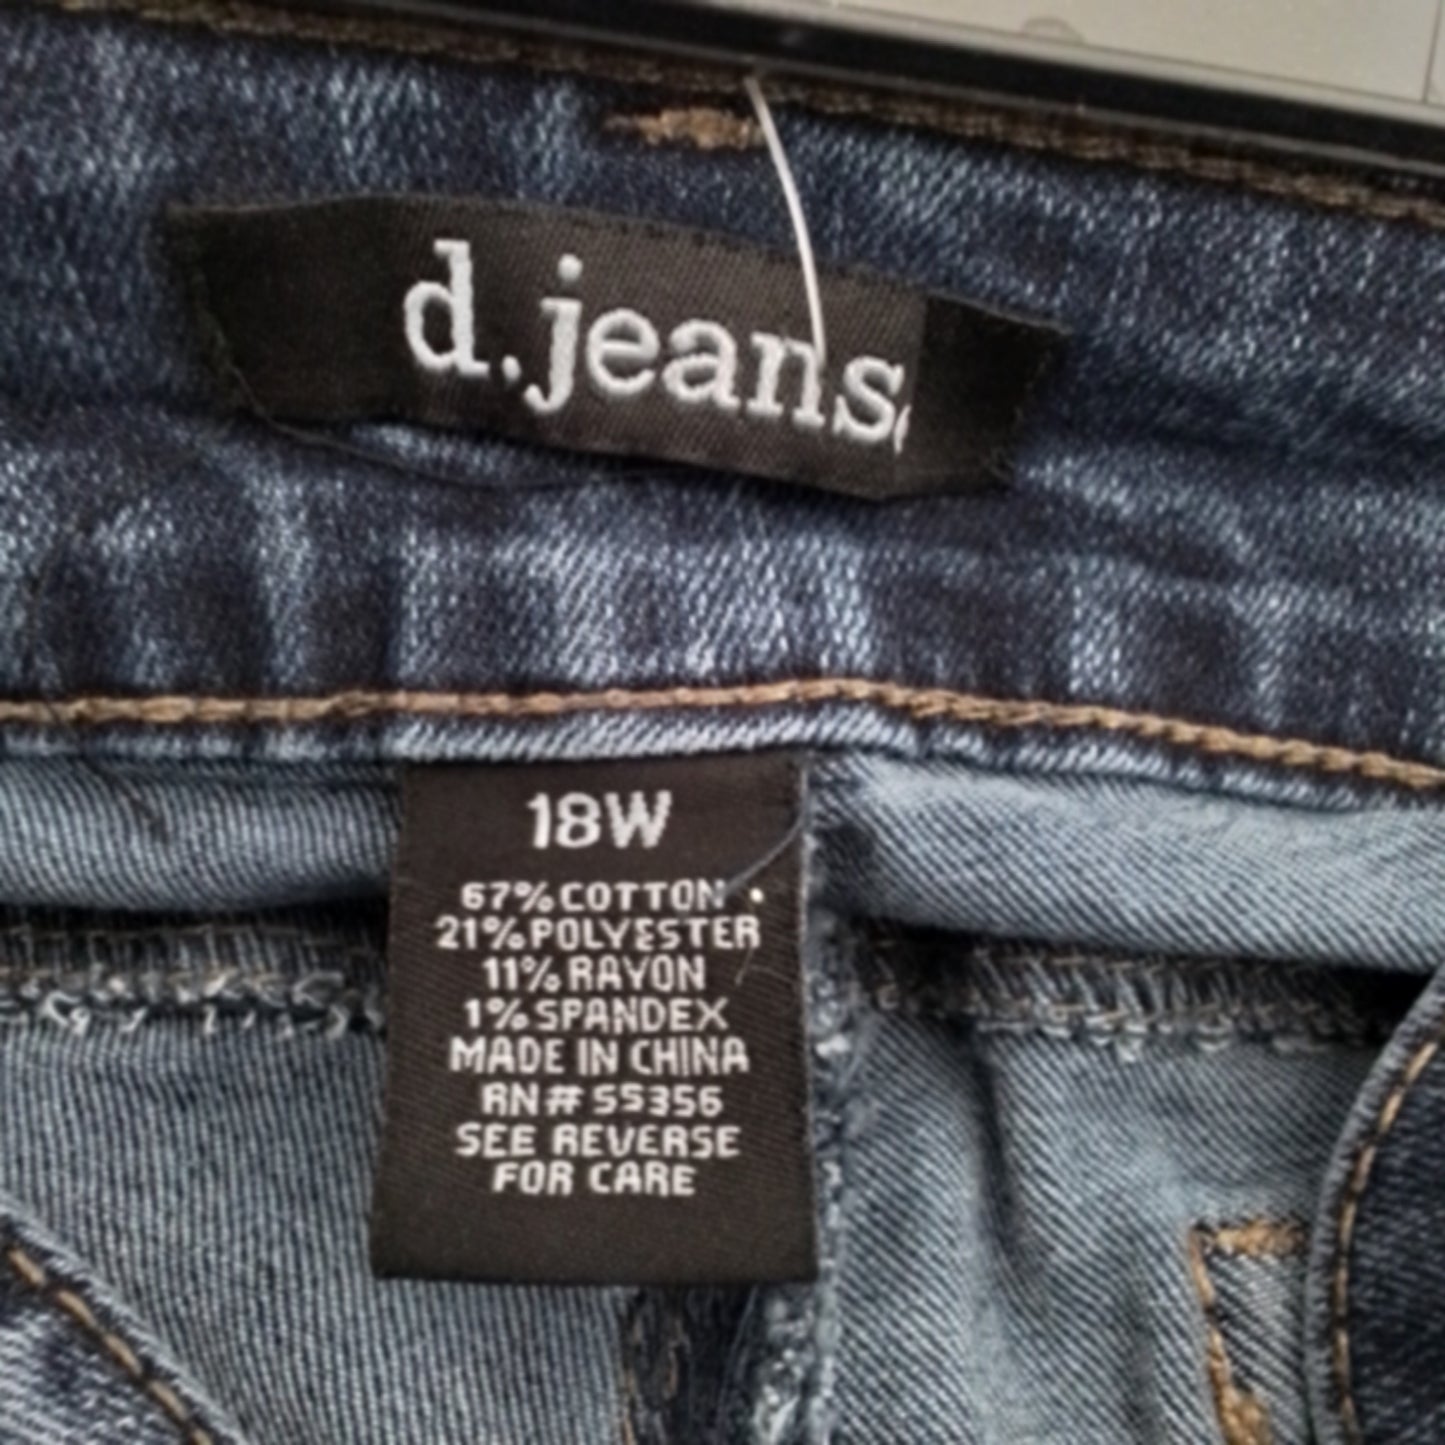 d.jeans
18W
67% COTTON
21% POLYESTER
11% RAYON
1% SPANDEX
MADE IN CHINA
RN# 55356
SEE REVERSE
FOR CARE